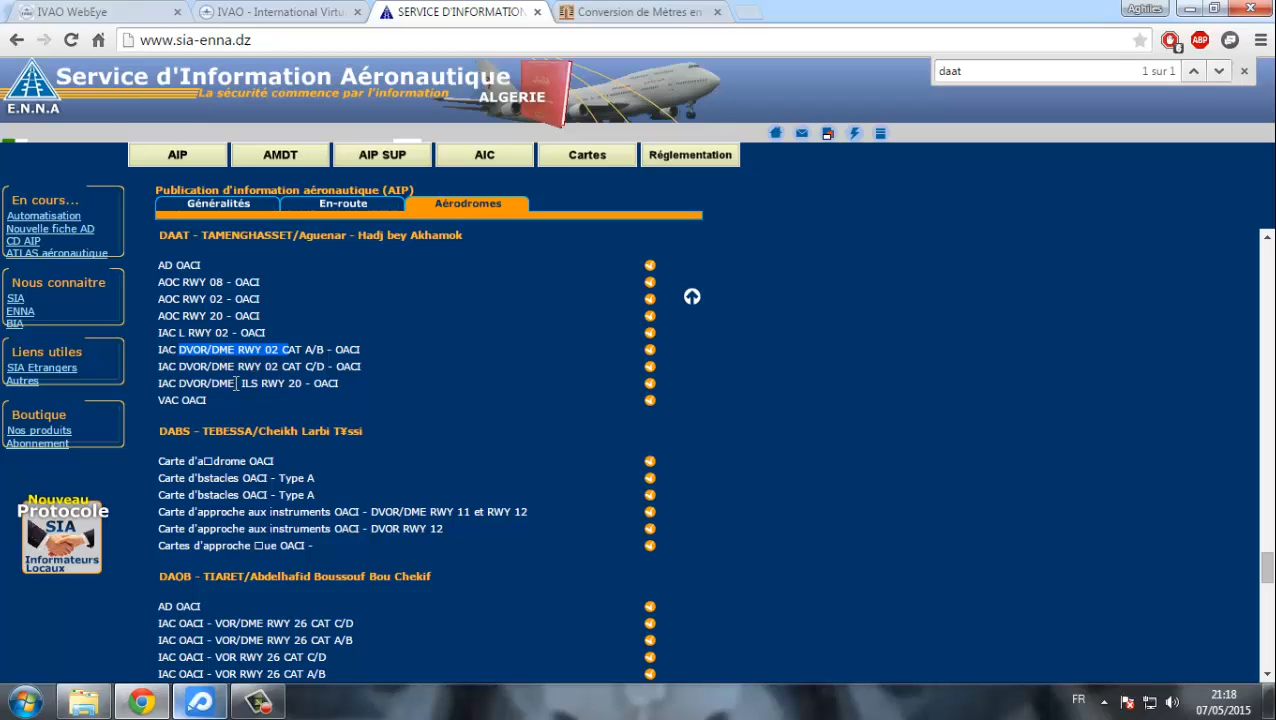 IVAO WebEye
IVAO - International Virtu
SERVICE D'INFORMATION
Conversion de Mètres en
Aghiles
www.sia-enna.dz
6
ABP
daat
1 sur 1
Service d'Information Aéronautique
La sécurité commence par l'information
ALGERIE
E.N.N.A
AIP
AMDT
AIP SUP
AIC
Cartes
Réglementation
Publication d'information aéronautique (AIP)
Généralités
En-route
Aérodromes
En cours...
Automatisation
Nouvelle fiche AD
CD AIP
ATLAS aéronautique
Nous connaitre
SIA
ENNA
BIA
Liens utiles
SIA Etrangers
Autres
Boutique
Nos produits
Abonnement
Nouveau
Protocole
SIA
Informateurs
Locaux
DAAT - TAMENGHASSET/Aguenar - Hadj bey Akhamok
AD OACI
AOC RWY 08 - OACI
AOC RWY 02 - OACI
AOC RWY 20 - OACI
IAC L RWY 02 - OACI
IAC DVOR/DME RWY 02 CAT A/B - OACI
IAC DVOR/DME RWY 02 CAT C/D - OACI
IAC DVOR/DME ILS RWY 20 - OACI
VAC OACI
DABS - TEBESSA/Cheikh Larbi T¥ssi
Carte d'a□drome OACI
Carte d'bstacles OACI - Type A
Carte d'bstacles OACI - Type A
Carte d'approche aux instruments OACI - DVOR/DME RWY 11 et RWY 12
Carte d'approche aux instruments OACI - DVOR RWY 12
Cartes d'approche □ue OACI -
DAOB - TIARET/Abdelhafid Boussouf Bou Chekif
AD OACI
IAC OACI - VOR/DME RWY 26 CAT C/D
IAC OACI - VOR/DME RWY 26 CAT A/B
IAC OACI - VOR RWY 26 CAT C/D
IAC OACI - VOR RWY 26 CAT A/B
FR
21:18
07/05/2015